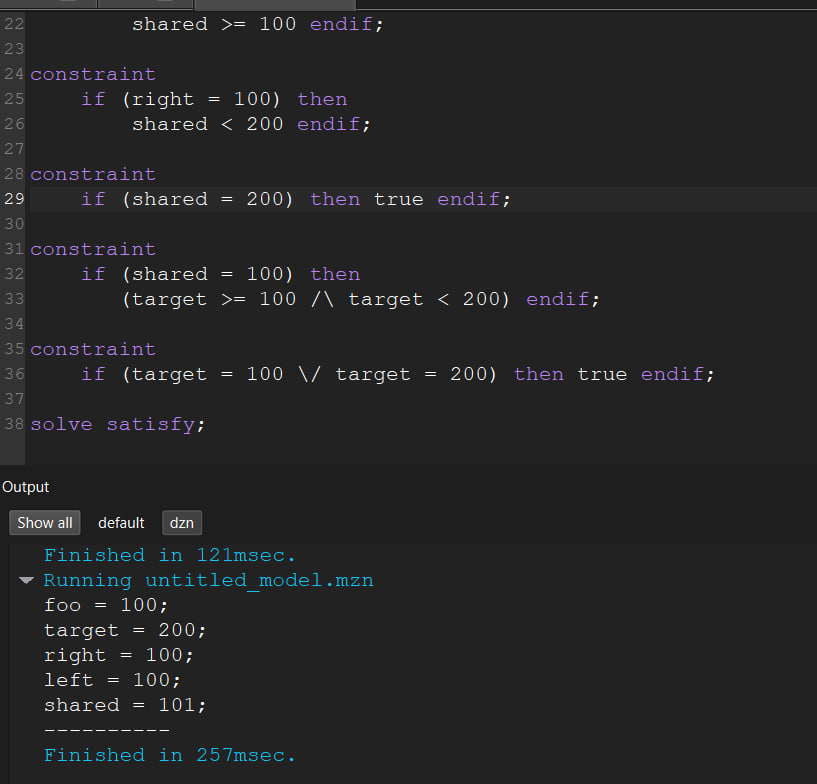 22 shared >= 100 endif;
23
24 constraint
25 if (right = 100) then
26 shared < 200 endif;
27
28 constraint
29 if (shared = 200) then true endif;
30
31 constraint
32 if (shared = 100) then
33 (target >= 100 /\ target < 200) endif;
34
35 constraint
36 if (target = 100 \/ target = 200) then true endif;
37
38 solve satisfy;
Output
Show all default dzn
Finished in 121msec.
Running untitled_model.mzn
foo = 100;
target = 200;
right = 100;
left = 100;
shared = 101;
----------
Finished in 257msec.